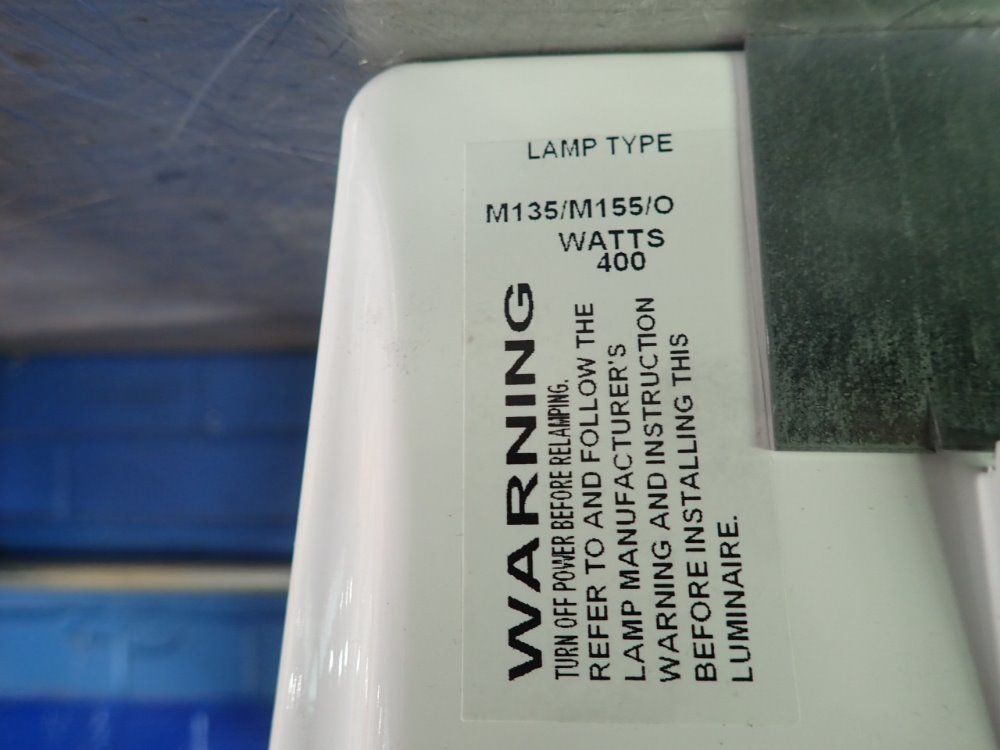 LAMP TYPE
M135/M155/O
WATTS
400
WARNING
TURN OFF POWER BEFORE RELAMPING.
REFER TO AND FOLLOW THE
LAMP MANUFACTURER'S
WARNING AND INSTRUCTION
BEFORE INSTALLING THIS
LUMINAIRE.